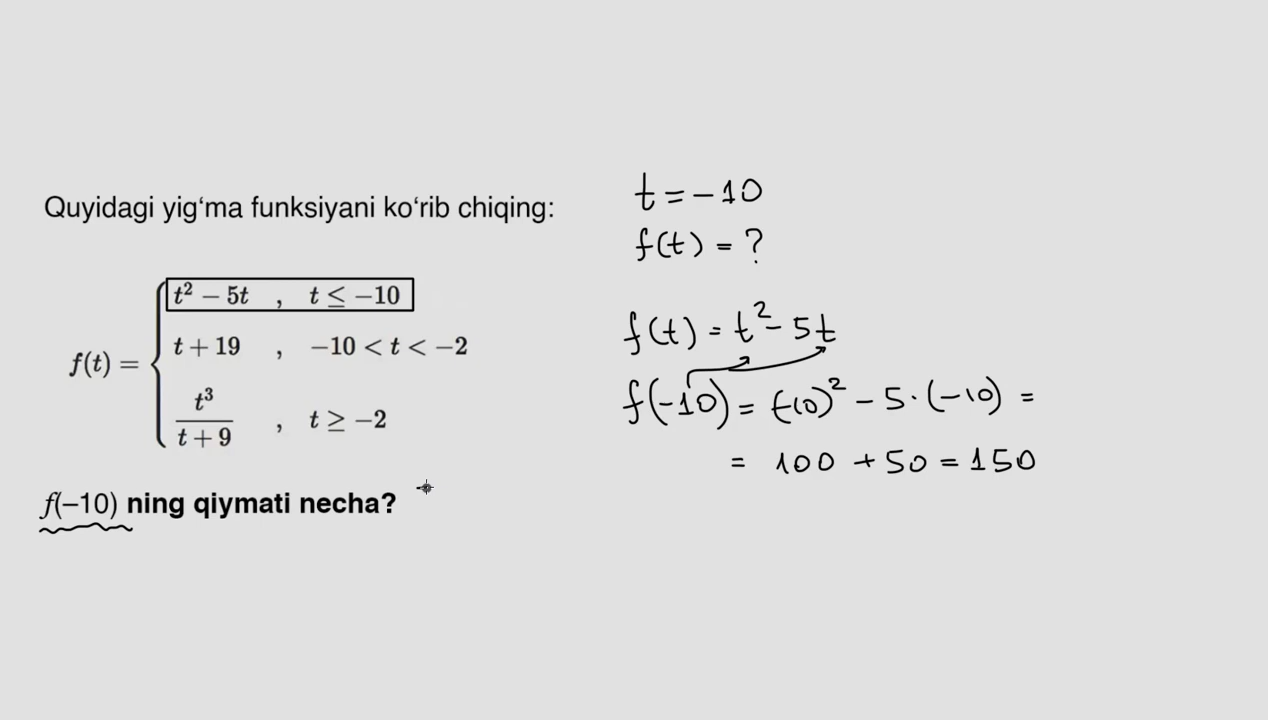 Quyidagi yig‘ma funksiyani ko‘rib chiqing:
f(t) = { t² − 5t , t ≤ −10
t + 19 , −10 < t < −2
t³/(t + 9) , t ≥ −2
f(−10) ning qiymati necha?
t = −10
f(t) = ?
f(t) = t² − 5t
f(−10) = (−10)² − 5·(−10) =
= 100 + 50 = 150